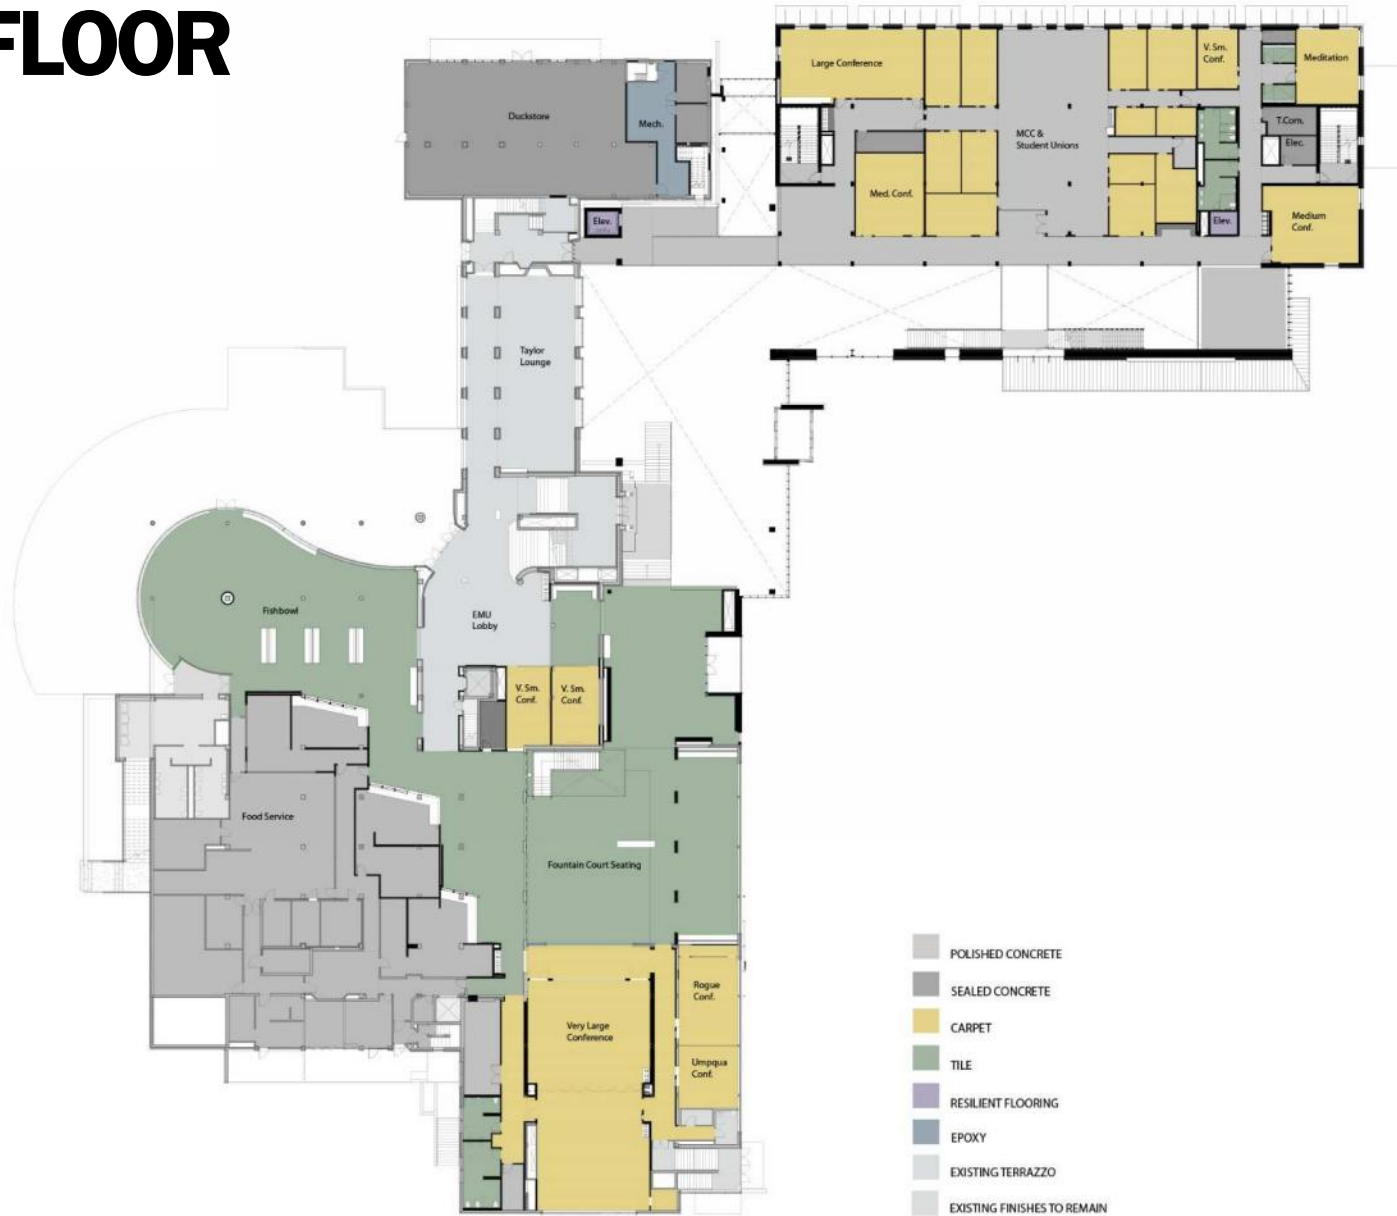 FLOOR
Large Conference
V. Sm.
Conf.
Meditation
Duckstore
Mech.
T.Com.
MCC &
Student Unions
Elec.
Med. Conf.
Elev.
Elev.
Medium
Conf.
Taylor
Lounge
Fishbowl
EMU
Lobby
V. Sm.
Conf.
V. Sm.
Conf.
Food Service
Fountain Court Seating
Rogue
Conf.
Very Large
Conference
Umpqua
Conf.
POLISHED CONCRETE
SEALED CONCRETE
CARPET
TILE
RESILIENT FLOORING
EPOXY
EXISTING TERRAZZO
EXISTING FINISHES TO REMAIN